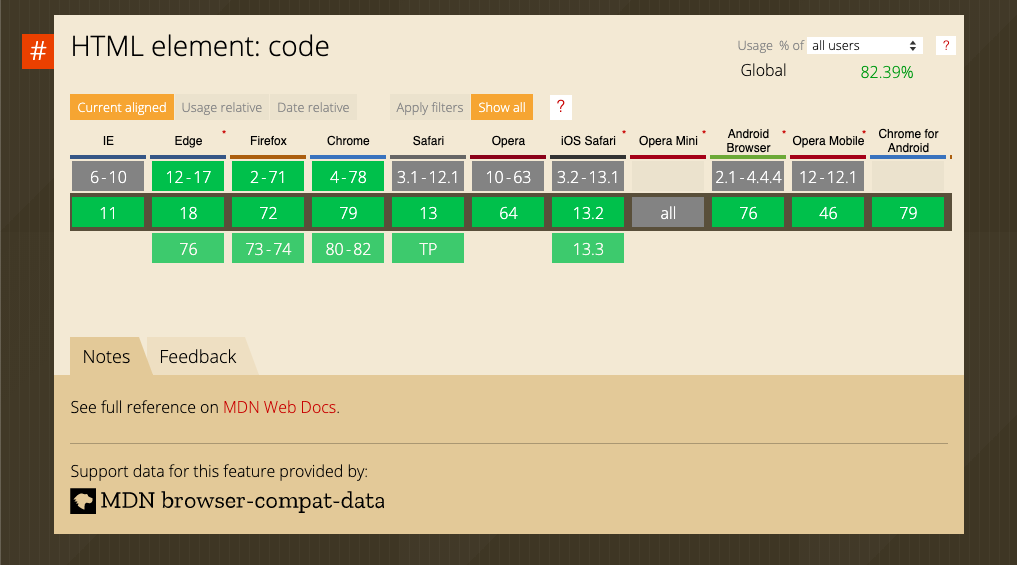 #
HTML element: code
Usage % of all users ?
Global 82.39%
Current aligned Usage relative Date relative Apply filters Show all ?
IE Edge * Firefox Chrome Safari Opera iOS Safari * Opera Mini * Android Browser * Opera Mobile * Chrome for Android
6-10 12-17 2-71 4-78 3.1-12.1 10-63 3.2-13.1 2.1-4.4.4 12-12.1
11 18 72 79 13 64 13.2 all 76 46 79
76 73-74 80-82 TP 13.3
Notes Feedback
See full reference on MDN Web Docs.
Support data for this feature provided by:
MDN browser-compat-data